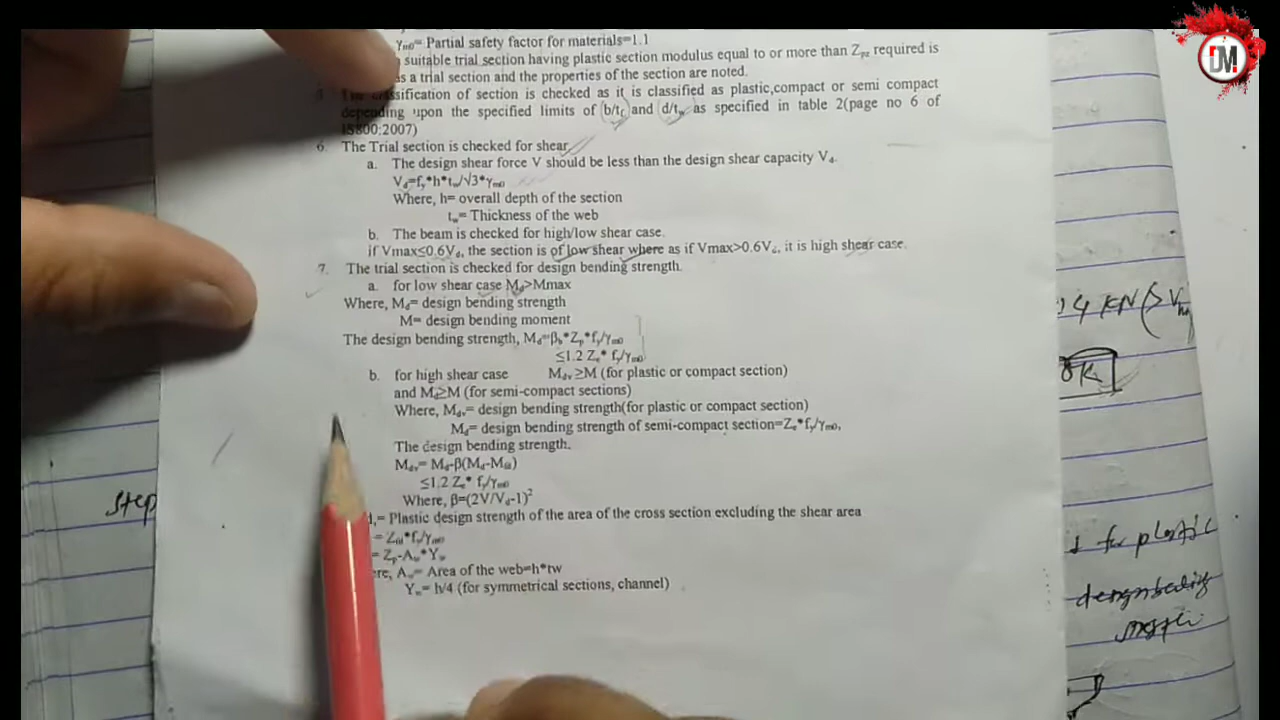 γm0= Partial safety factor for materials=1.1
suitable trial section having plastic section modulus equal to or more than Zpz required is
as a trial section and the properties of the section are noted.
classification of section is checked as it is classified as plastic,compact or semi compact
depending upon the specified limits of b/tf and d/tw as specified in table 2(page no 6 of
IS800:2007)
6. The Trial section is checked for shear.
a. The design shear force V should be less than the design shear capacity Vd.
Vd=fy*h*tw/√3*γm0
Where, h= overall depth of the section
tw= Thickness of the web
b. The beam is checked for high/low shear case.
if Vmax≤0.6Vd, the section is of low shear where as if Vmax>0.6Vd, it is high shear case.
7. The trial section is checked for design bending strength.
a. for low shear case Md>Mmax
Where, Md= design bending strength
M= design bending moment
The design bending strength, Md=βb*Zp*fy/γm0
≤1.2 Ze* fy/γm0
b. for high shear case Mdv ≥M (for plastic or compact section)
and Md≥M (for semi-compact sections)
Where, Mdv= design bending strength(for plastic or compact section)
Md= design bending strength of semi-compact section=Ze*fy/γm0,
The design bending strength.
Mdv= Md-β(Md-Mfd)
≤1.2 Ze* fy/γm0
Where, β=(2V/Vd-1)²
= Plastic design strength of the area of the cross section excluding the shear area
= Zfd*fy/γm0
= Zp-Aw*Yw
ere, Aw= Area of the web=h*tw
Yw= h/4 (for symmetrical sections, channel)
Step
4 KN (> V
for plastic
DM